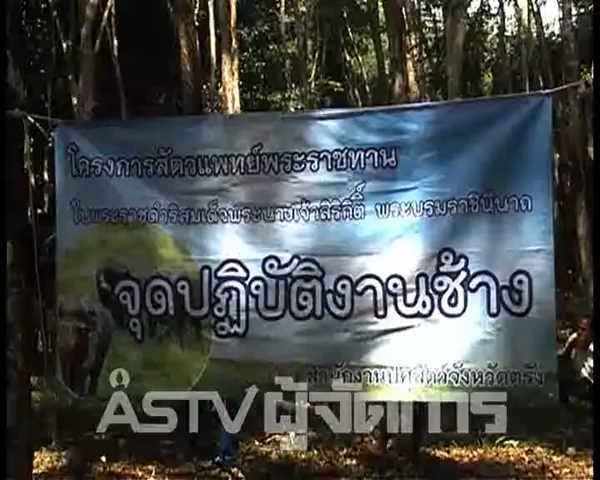 โครงการสัตวแพทย์พระราชทาน
ในพระราชดำริสมเด็จพระนางเจ้าสิริกิติ์ พระบรมราชินีนาถ
จุดปฏิบัติงานช้าง
สำนักงานปศุสัตว์จังหวัดตรัง
ASTVผู้จัดการ